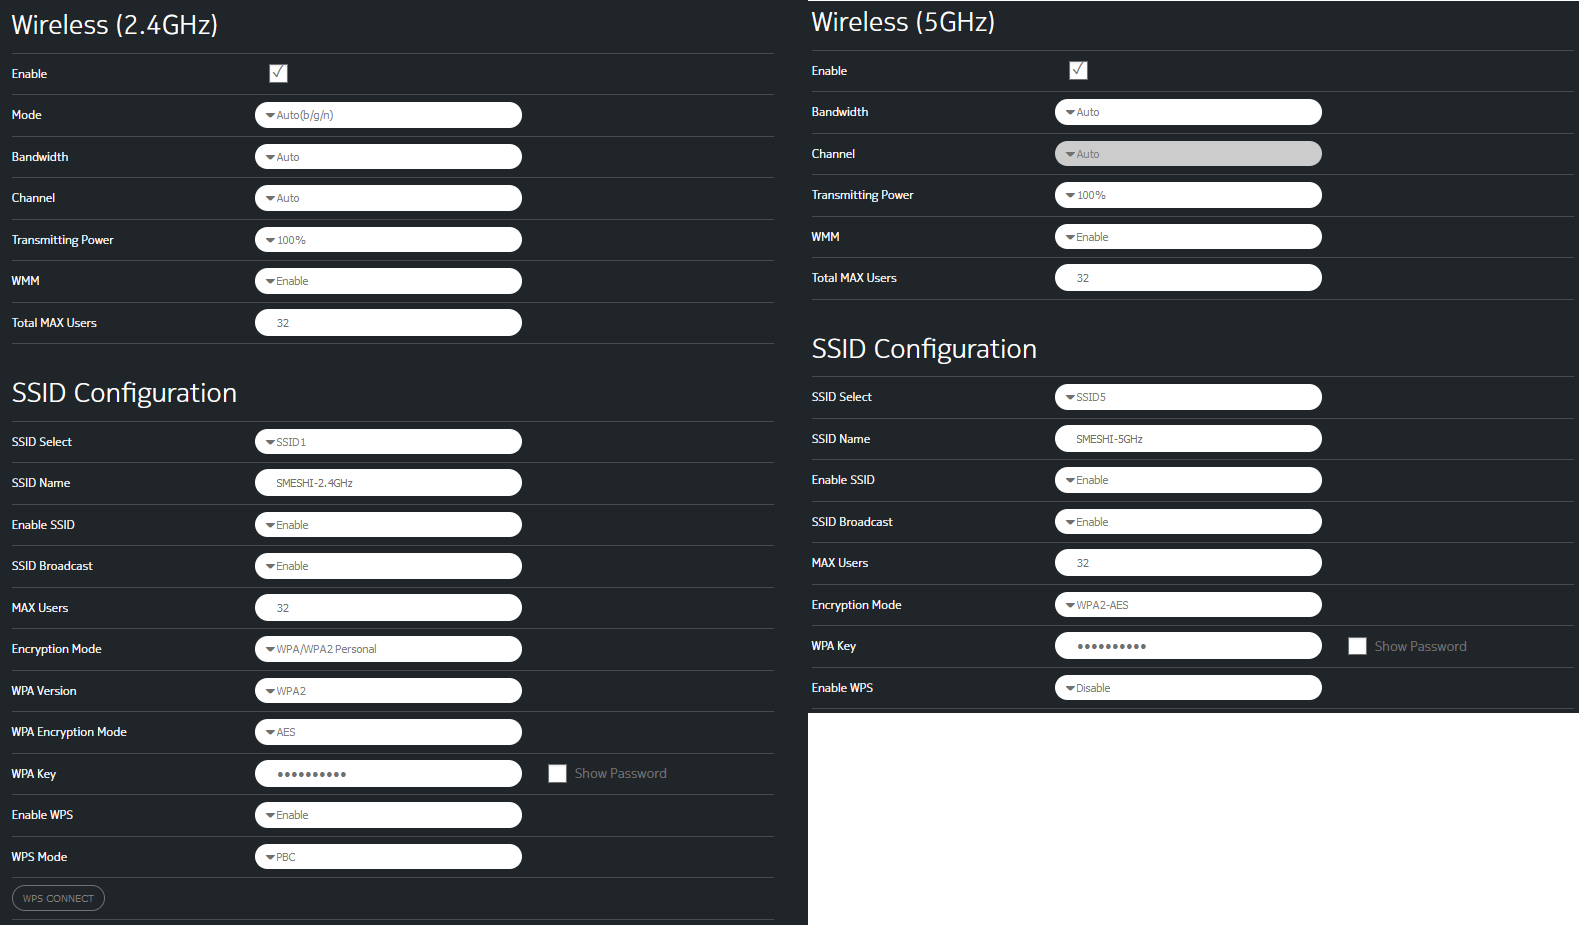 Wireless (2.4GHz)
Enable
Mode Auto(b/g/n)
Bandwidth Auto
Channel Auto
Transmitting Power 100%
WMM Enable
Total MAX Users 32
SSID Configuration
SSID Select SSID1
SSID Name SMESHI-2.4GHz
Enable SSID Enable
SSID Broadcast Enable
MAX Users 32
Encryption Mode WPA/WPA2 Personal
WPA Version WPA2
WPA Encryption Mode AES
WPA Key •••••••••• Show Password
Enable WPS Enable
WPS Mode PBC
WPS CONNECT
Wireless (5GHz)
Enable
Bandwidth Auto
Channel Auto
Transmitting Power 100%
WMM Enable
Total MAX Users 32
SSID Configuration
SSID Select SSID5
SSID Name SMESHI-5GHz
Enable SSID Enable
SSID Broadcast Enable
MAX Users 32
Encryption Mode WPA2-AES
WPA Key •••••••••• Show Password
Enable WPS Disable